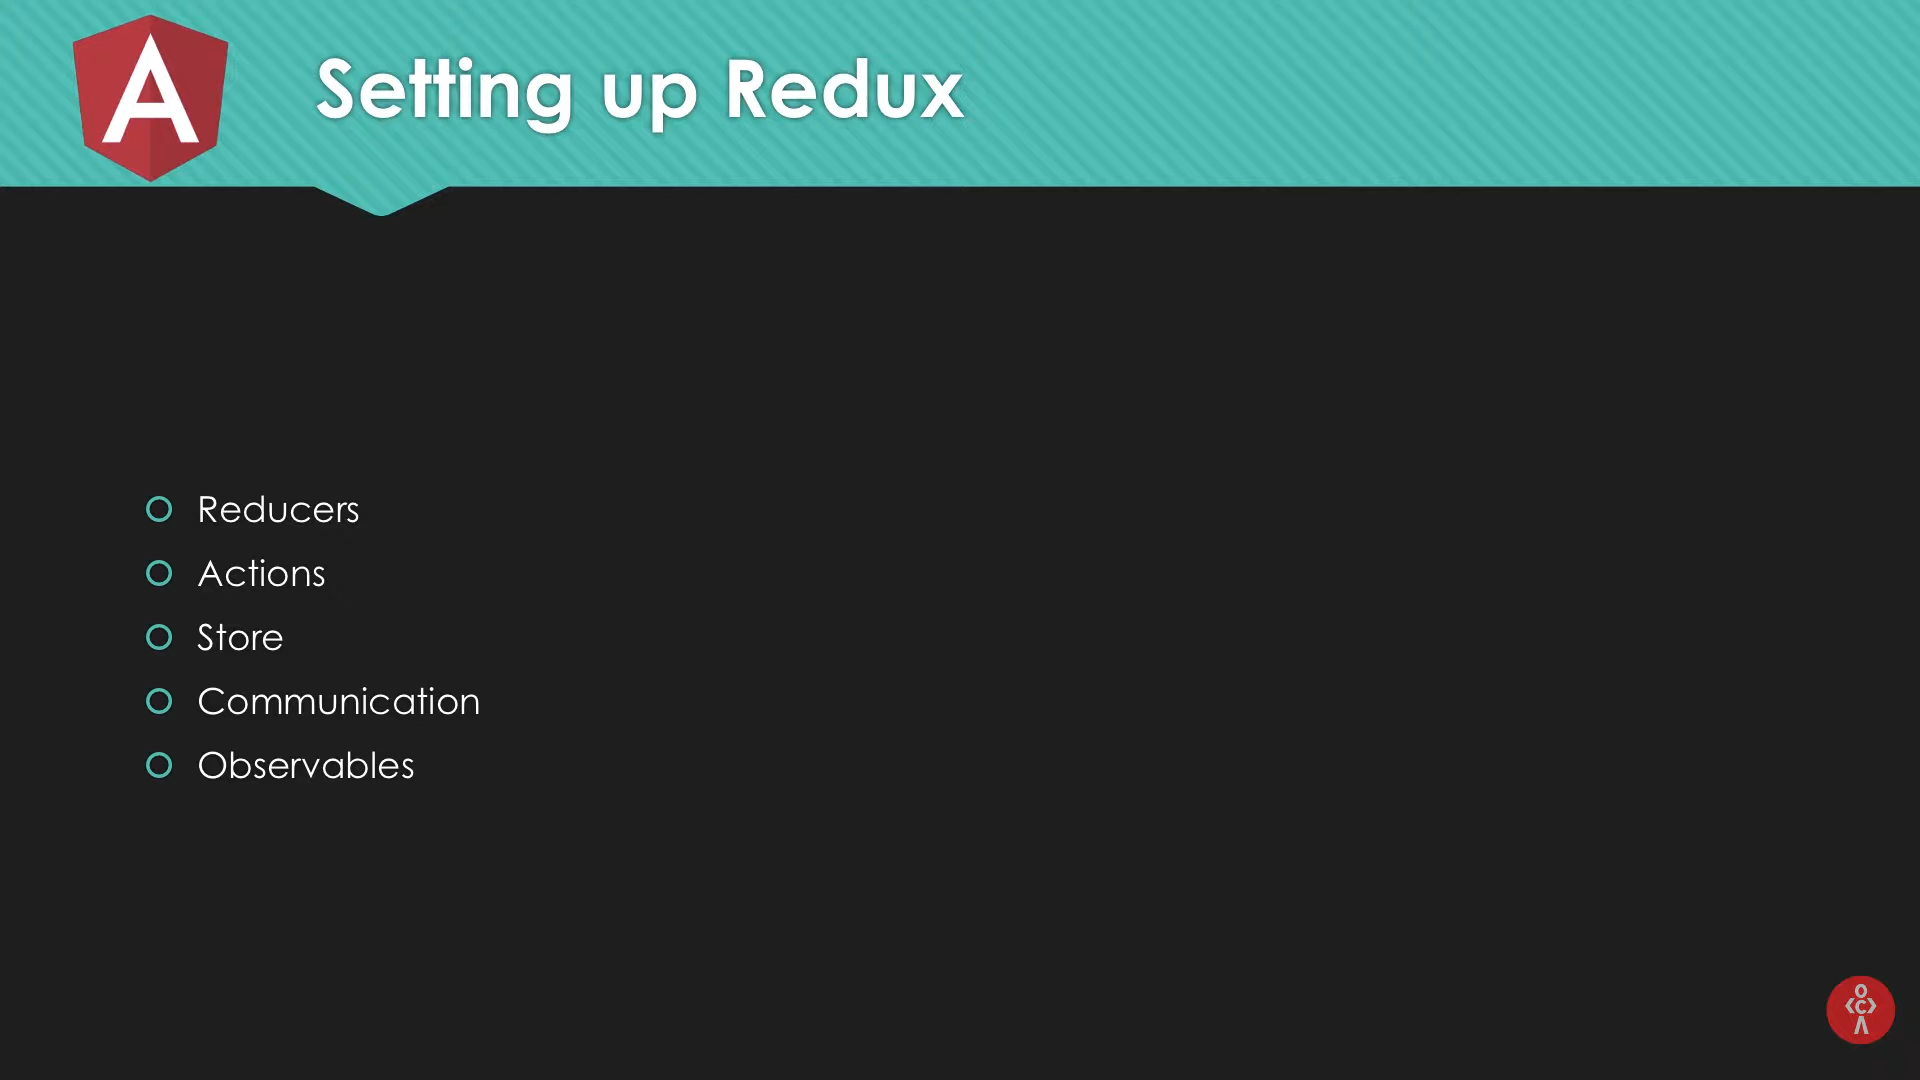 Setting up Redux
Reducers
Actions
Store
Communication
Observables